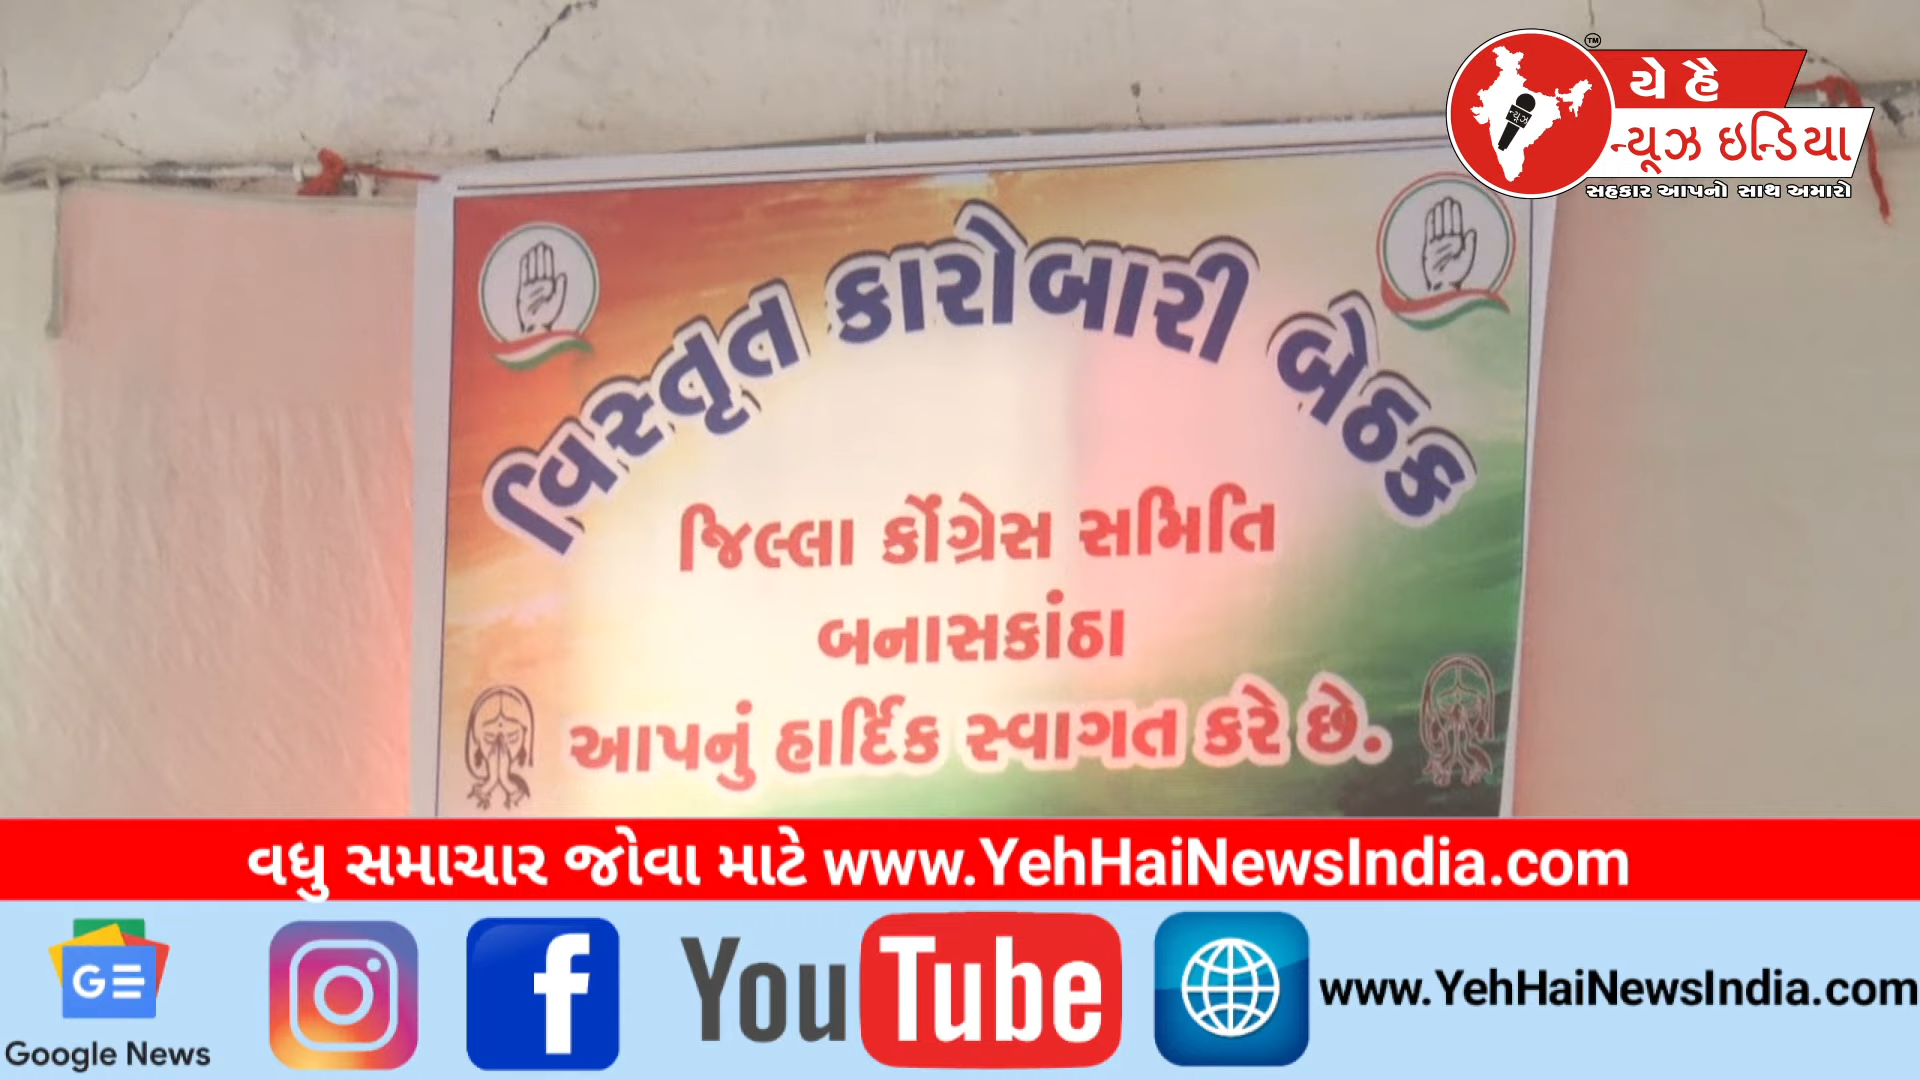 ™
યે હૈ
ન્યૂઝ
ન્યૂઝ ઇન્ડિયા
સહકાર આપનો સાથ અમારો
વિસ્તૃત કારોબારી બેઠક
જિલ્લા કોંગ્રેસ સમિતિ
બનાસકાંઠા
આપનું હાર્દિક સ્વાગત કરે છે.
વધુ સમાચાર જોવા માટે www.YehHaiNewsIndia.com
G
Google News
f
YouTube
www.YehHaiNewsIndia.com